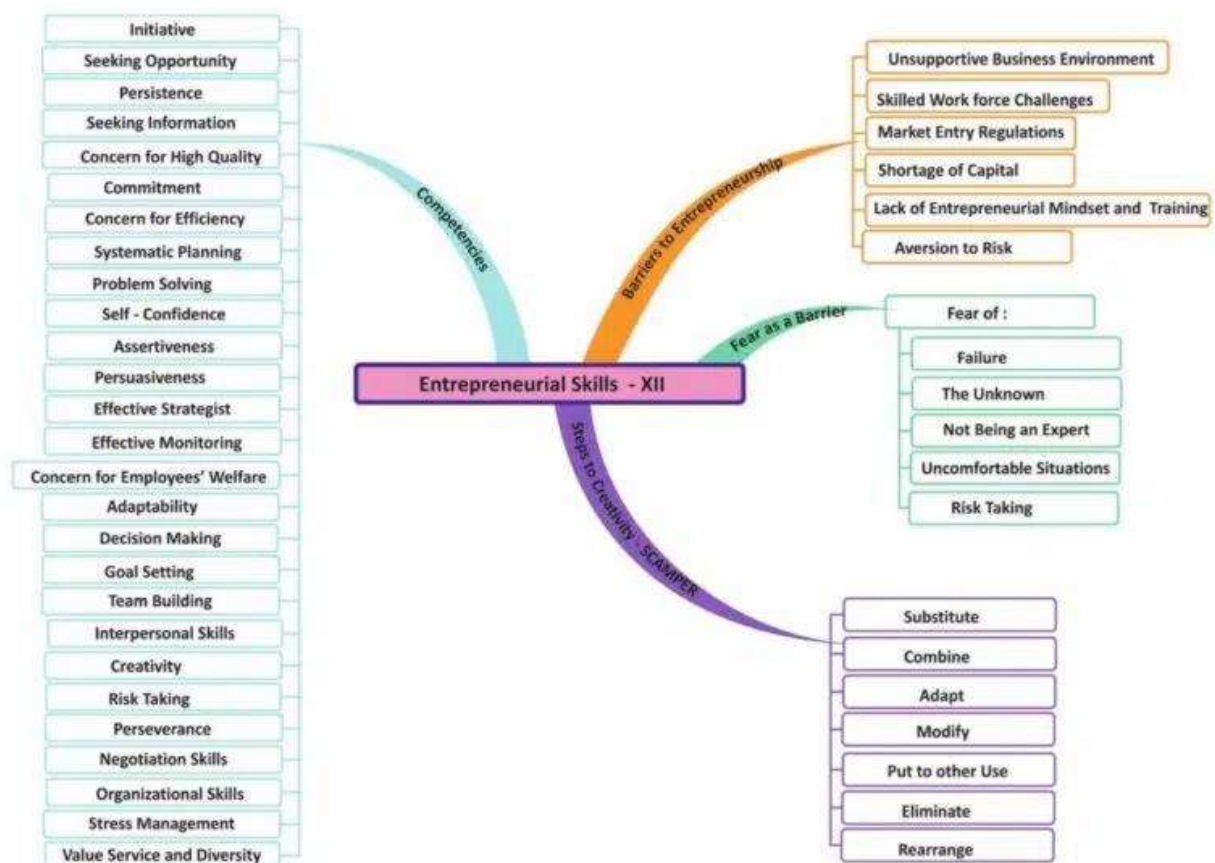 Initiative
Seeking Opportunity
Persistence
Seeking Information
Concern for High Quality
Commitment
Concern for Efficiency
Systematic Planning
Problem Solving
Self - Confidence
Assertiveness
Persuasiveness
Effective Strategist
Effective Monitoring
Concern for Employees' Welfare
Adaptability
Decision Making
Goal Setting
Team Building
Interpersonal Skills
Creativity
Risk Taking
Perseverance
Negotiation Skills
Organizational Skills
Stress Management
Value Service and Diversity
Competencies
Entrepreneurial Skills - XII
Barriers to Entrepreneurship
Unsupportive Business Environment
Skilled Work force Challenges
Market Entry Regulations
Shortage of Capital
Lack of Entrepreneurial Mindset and Training
Aversion to Risk
Fear as a Barrier
Fear of :
Failure
The Unknown
Not Being an Expert
Uncomfortable Situations
Risk Taking
Steps to Creativity - SCAMPER
Substitute
Combine
Adapt
Modify
Put to other Use
Eliminate
Rearrange